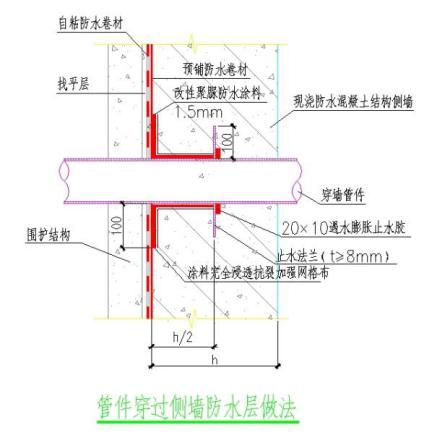 自粘防水卷材
预铺防水卷材
找平层
改性聚脲防水涂料
1.5mm
现浇防水混凝土结构侧墙
100
穿墙管件
100
20×10遇水膨胀止水胶
围护结构
止水法兰(t≥8mm)
涂料完全浸透抗裂加强网格布
h/2
h
管件穿过侧墙防水层做法